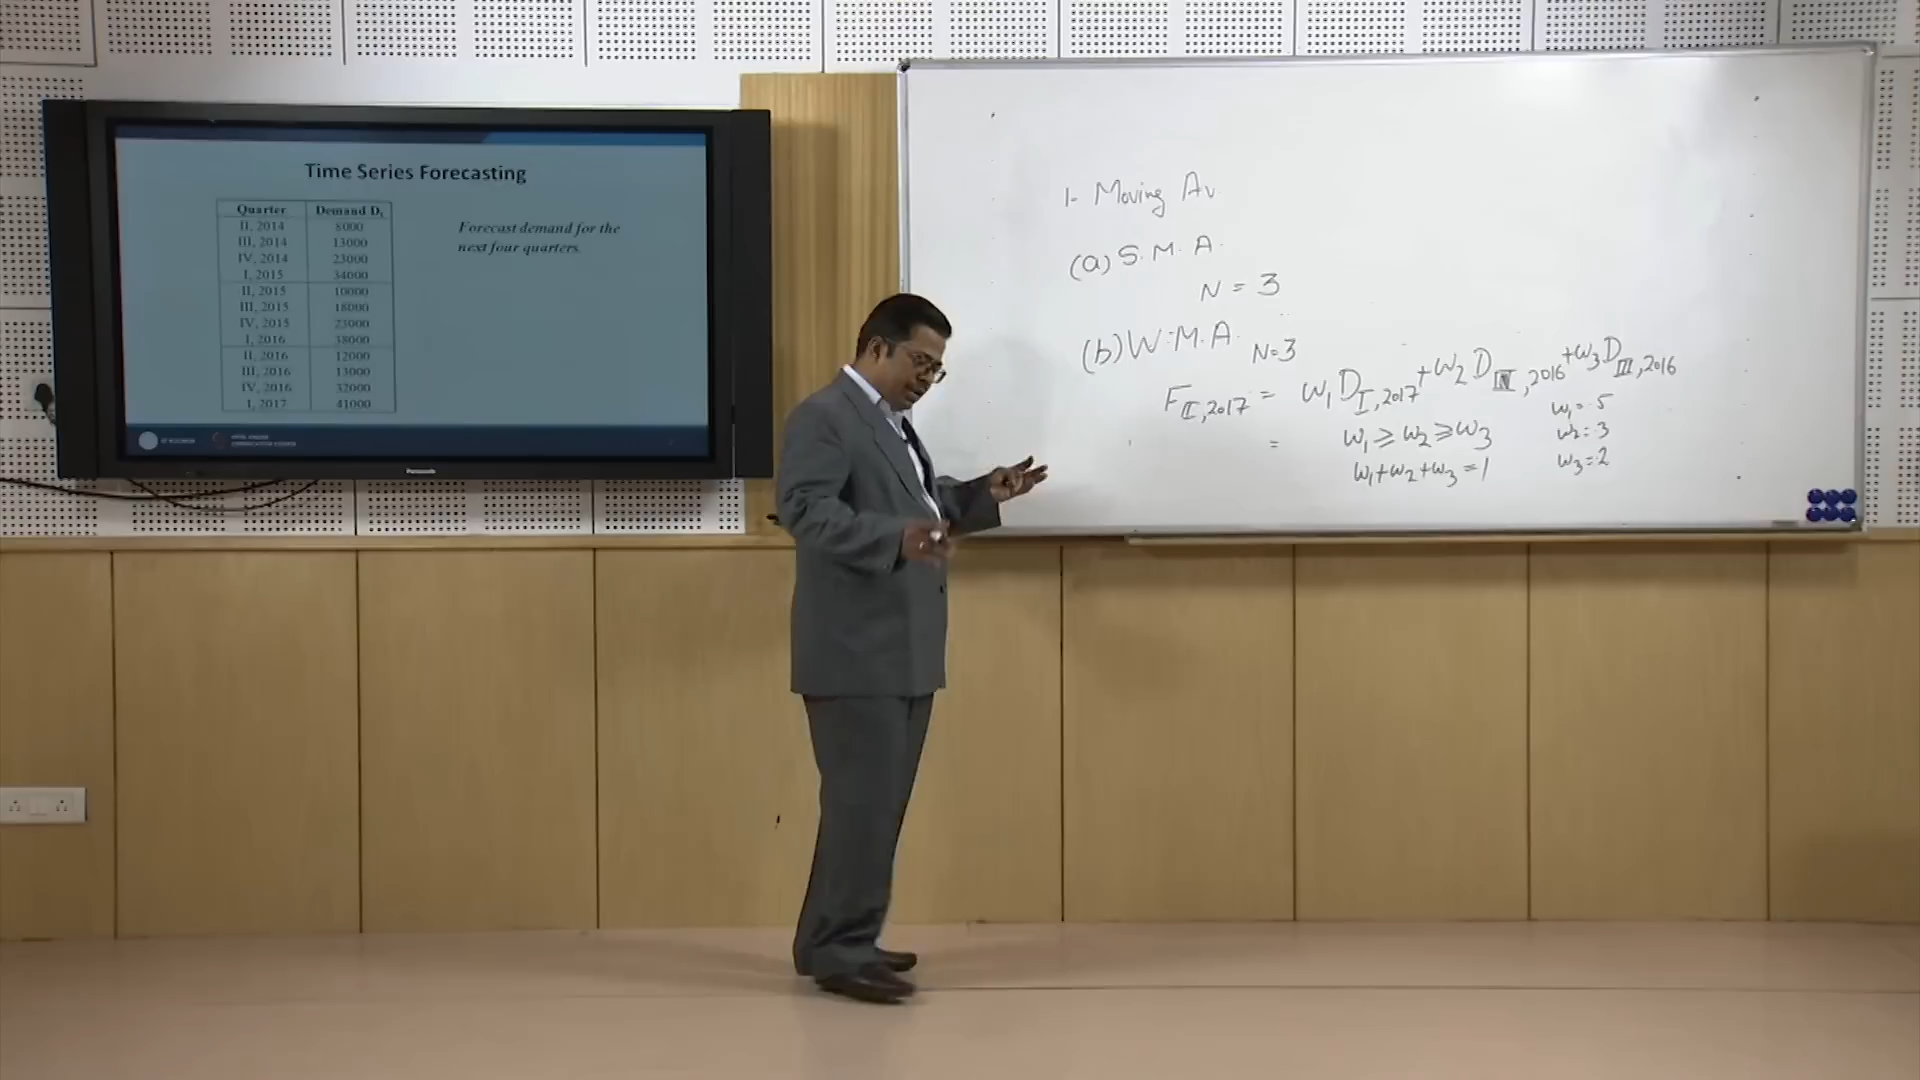 Time Series Forecasting
Quarter Demand Dt
II, 2014 8000
III, 2014 13000
IV, 2014 23000
I, 2015 34000
II, 2015 10000
III, 2015 18000
IV, 2015 23000
I, 2016 38000
II, 2016 12000
III, 2016 13000
IV, 2016 32000
I, 2017 41000
Forecast demand for the
next four quarters.
Panasonic
1- Moving Av
(a) S.M.A.
N = 3
(b) W.M.A. N=3
F II, 2017 = w1 D I, 2017 + w2 D IV, 2016 + w3 D III, 2016
= w1 ≥ w2 ≥ w3
w1+w2+w3 = 1
w1 = .5
w2 = .3
w3 = .2